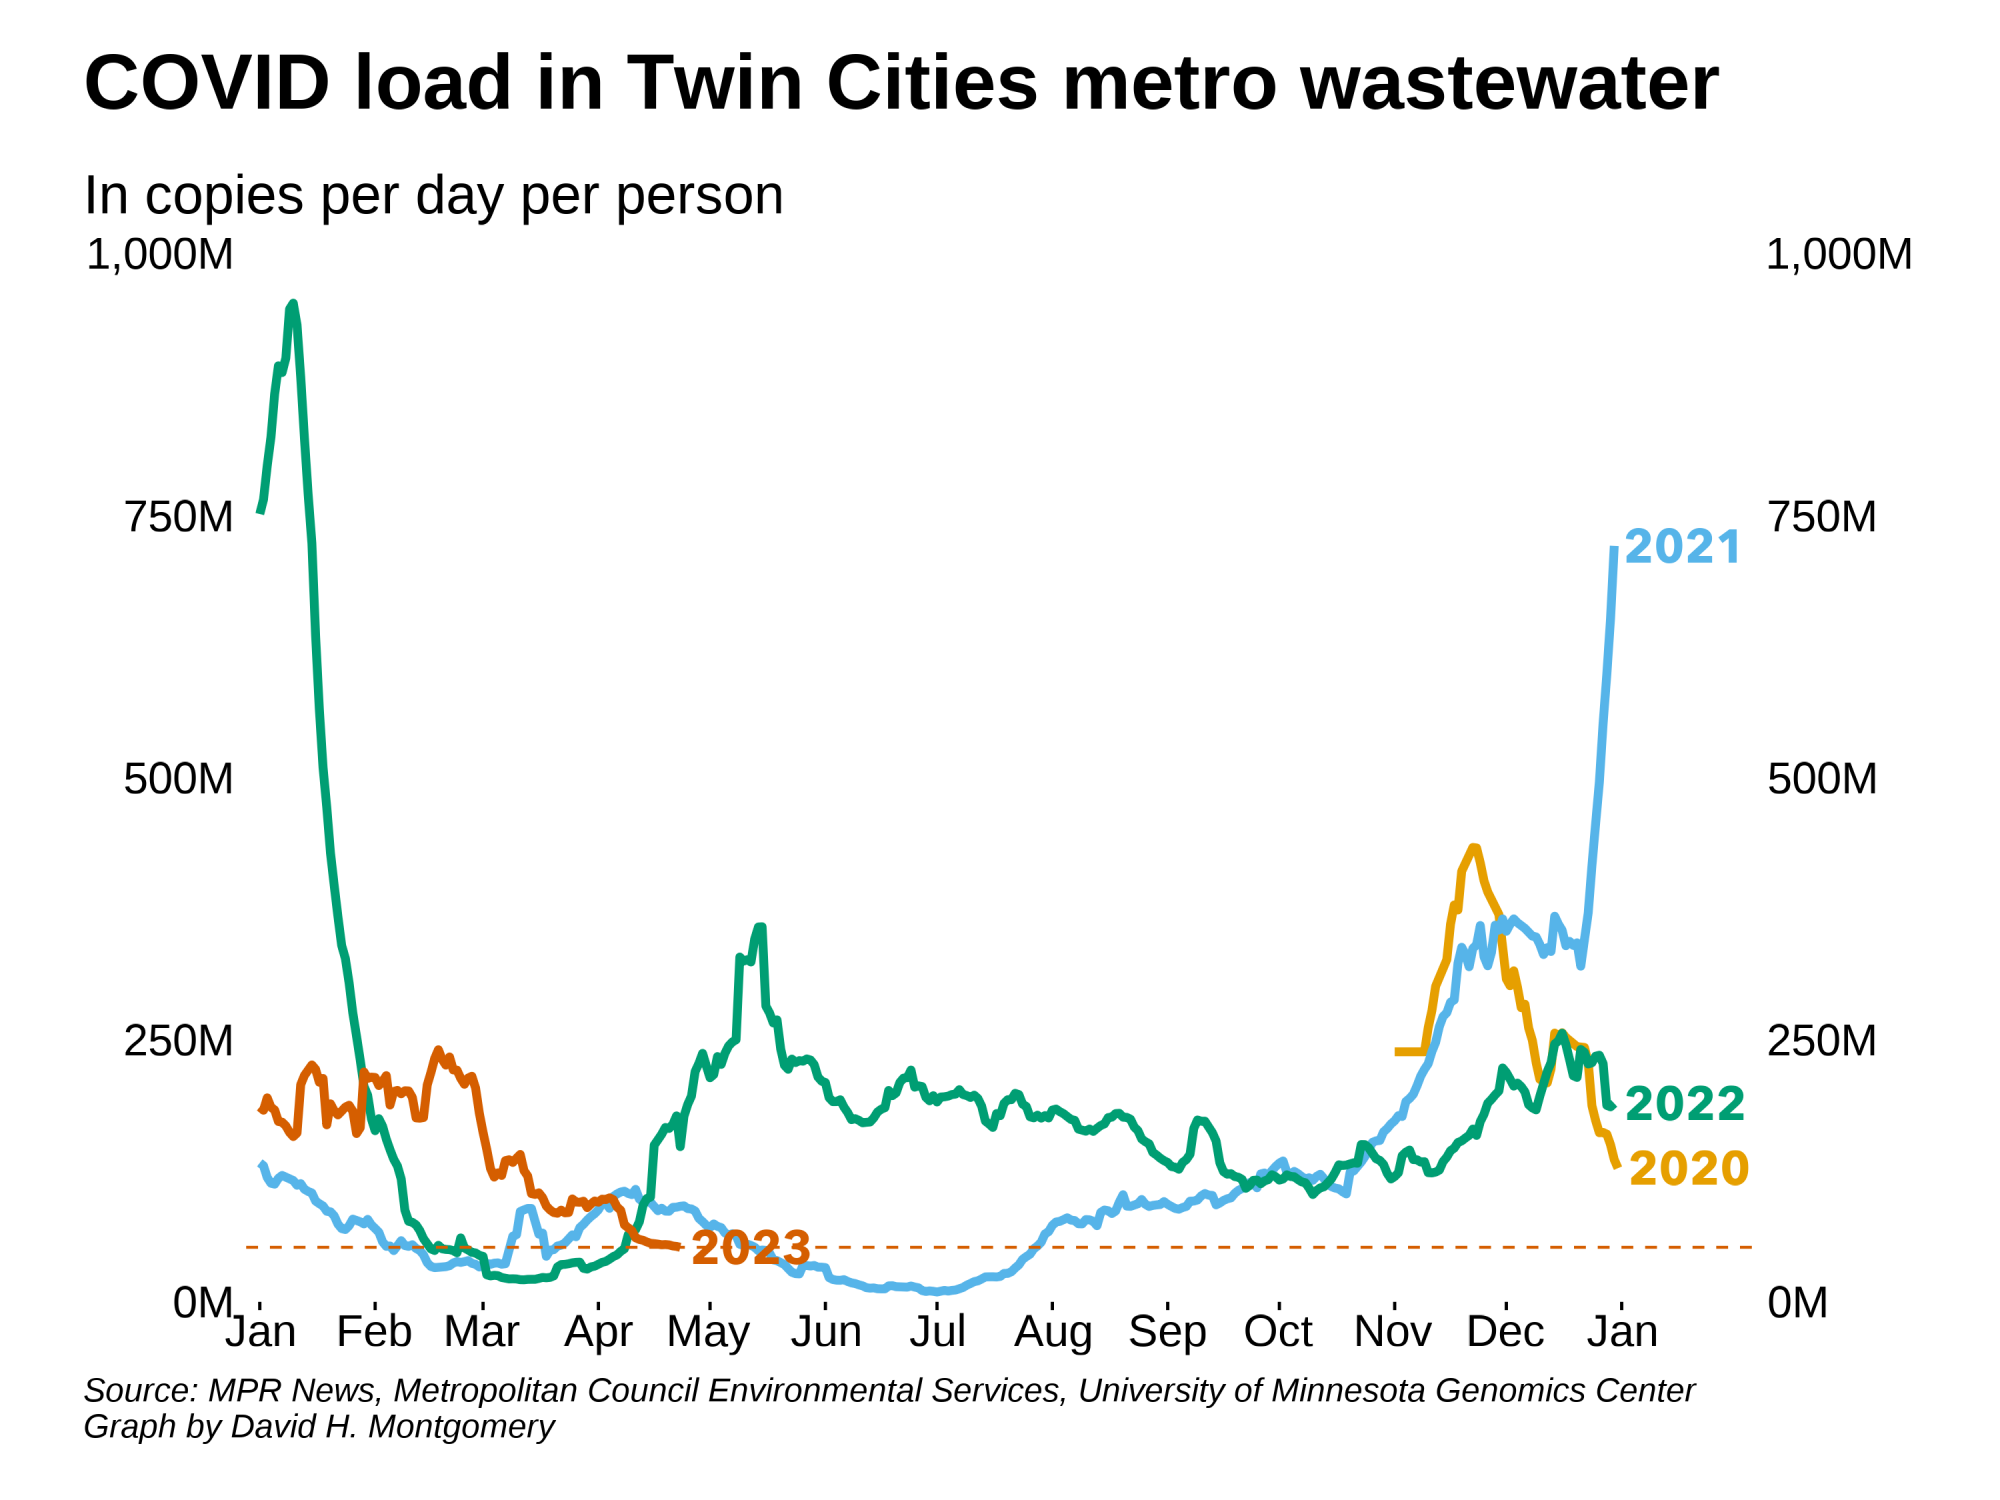 COVID load in Twin Cities metro wastewater
In copies per day per person
1,000M 1,000M
750M 750M
2021
500M 500M
250M 250M
2022
2020
2023
0M 0M
Jan Feb Mar Apr May Jun Jul Aug Sep Oct Nov Dec Jan
Source: MPR News, Metropolitan Council Environmental Services, University of Minnesota Genomics Center
Graph by David H. Montgomery